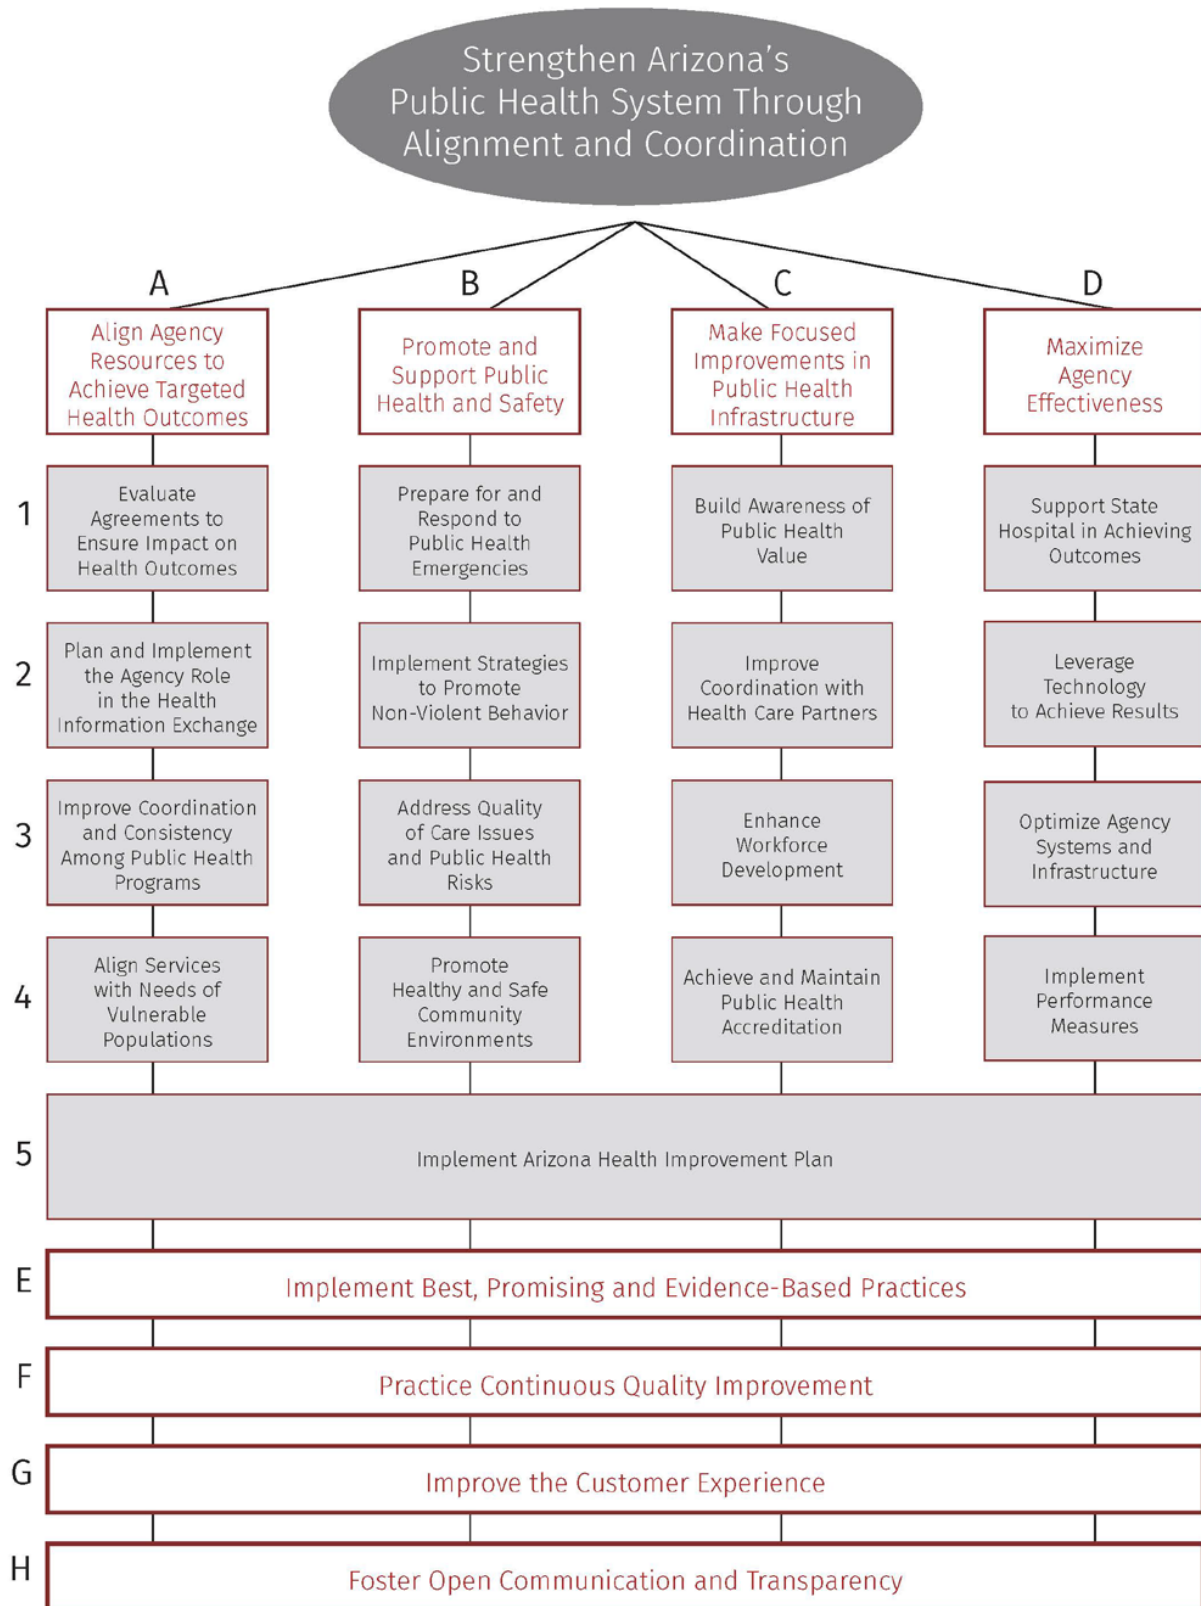 Strengthen Arizona's
Public Health System Through
Alignment and Coordination
A
B
C
D
Align Agency
Resources to
Achieve Targeted
Health Outcomes
Promote and
Support Public
Health and Safety
Make Focused
Improvements in
Public Health
Infrastructure
Maximize
Agency
Effectiveness
1
Evaluate
Agreements to
Ensure Impact on
Health Outcomes
Prepare for and
Respond to
Public Health
Emergencies
Build Awareness of
Public Health
Value
Support State
Hospital in Achieving
Outcomes
2
Plan and Implement
the Agency Role
in the Health
Information Exchange
Implement Strategies
to Promote
Non-Violent Behavior
Improve
Coordination with
Health Care Partners
Leverage
Technology
to Achieve Results
3
Improve Coordination
and Consistency
Among Public Health
Programs
Address Quality
of Care Issues
and Public Health
Risks
Enhance
Workforce
Development
Optimize Agency
Systems and
Infrastructure
4
Align Services
with Needs of
Vulnerable
Populations
Promote
Healthy and Safe
Community
Environments
Achieve and Maintain
Public Health
Accreditation
Implement
Performance
Measures
5
Implement Arizona Health Improvement Plan
E
Implement Best, Promising and Evidence-Based Practices
F
Practice Continuous Quality Improvement
G
Improve the Customer Experience
H
Foster Open Communication and Transparency